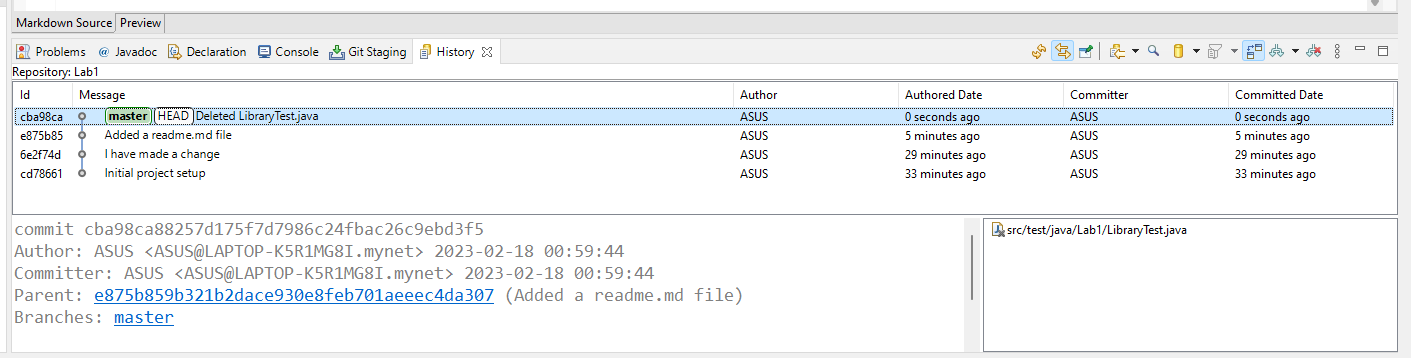 Markdown Source Preview
Problems @ Javadoc Declaration Console Git Staging History
Repository: Lab1
Id Message Author Authored Date Committer Committed Date
cba98ca master HEAD Deleted LibraryTest.java ASUS 0 seconds ago ASUS 0 seconds ago
e875b85 Added a readme.md file ASUS 5 minutes ago ASUS 5 minutes ago
6e2f74d I have made a change ASUS 29 minutes ago ASUS 29 minutes ago
cd78661 Initial project setup ASUS 33 minutes ago ASUS 33 minutes ago
commit cba98ca88257d175f7d7986c24fbac26c9ebd3f5
Author: ASUS <ASUS@LAPTOP-K5R1MG8I.mynet> 2023-02-18 00:59:44
Committer: ASUS <ASUS@LAPTOP-K5R1MG8I.mynet> 2023-02-18 00:59:44
Parent: e875b859b321b2dace930e8feb701aeeec4da307 (Added a readme.md file)
Branches: master
src/test/java/Lab1/LibraryTest.java